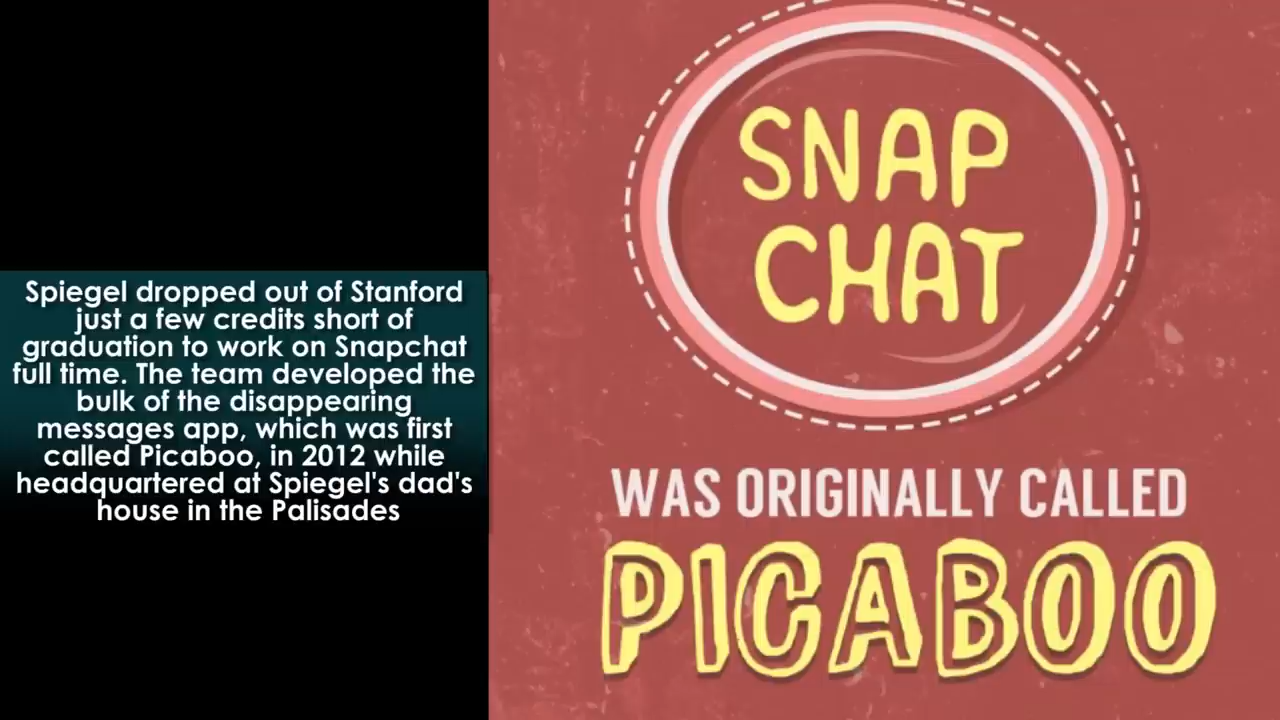 Spiegel dropped out of Stanford
just a few credits short of
graduation to work on Snapchat
full time. The team developed the
bulk of the disappearing
messages app, which was first
called Picaboo, in 2012 while
headquartered at Spiegel's dad's
house in the Palisades
SNAP
CHAT
WAS ORIGINALLY CALLED
PICABOO